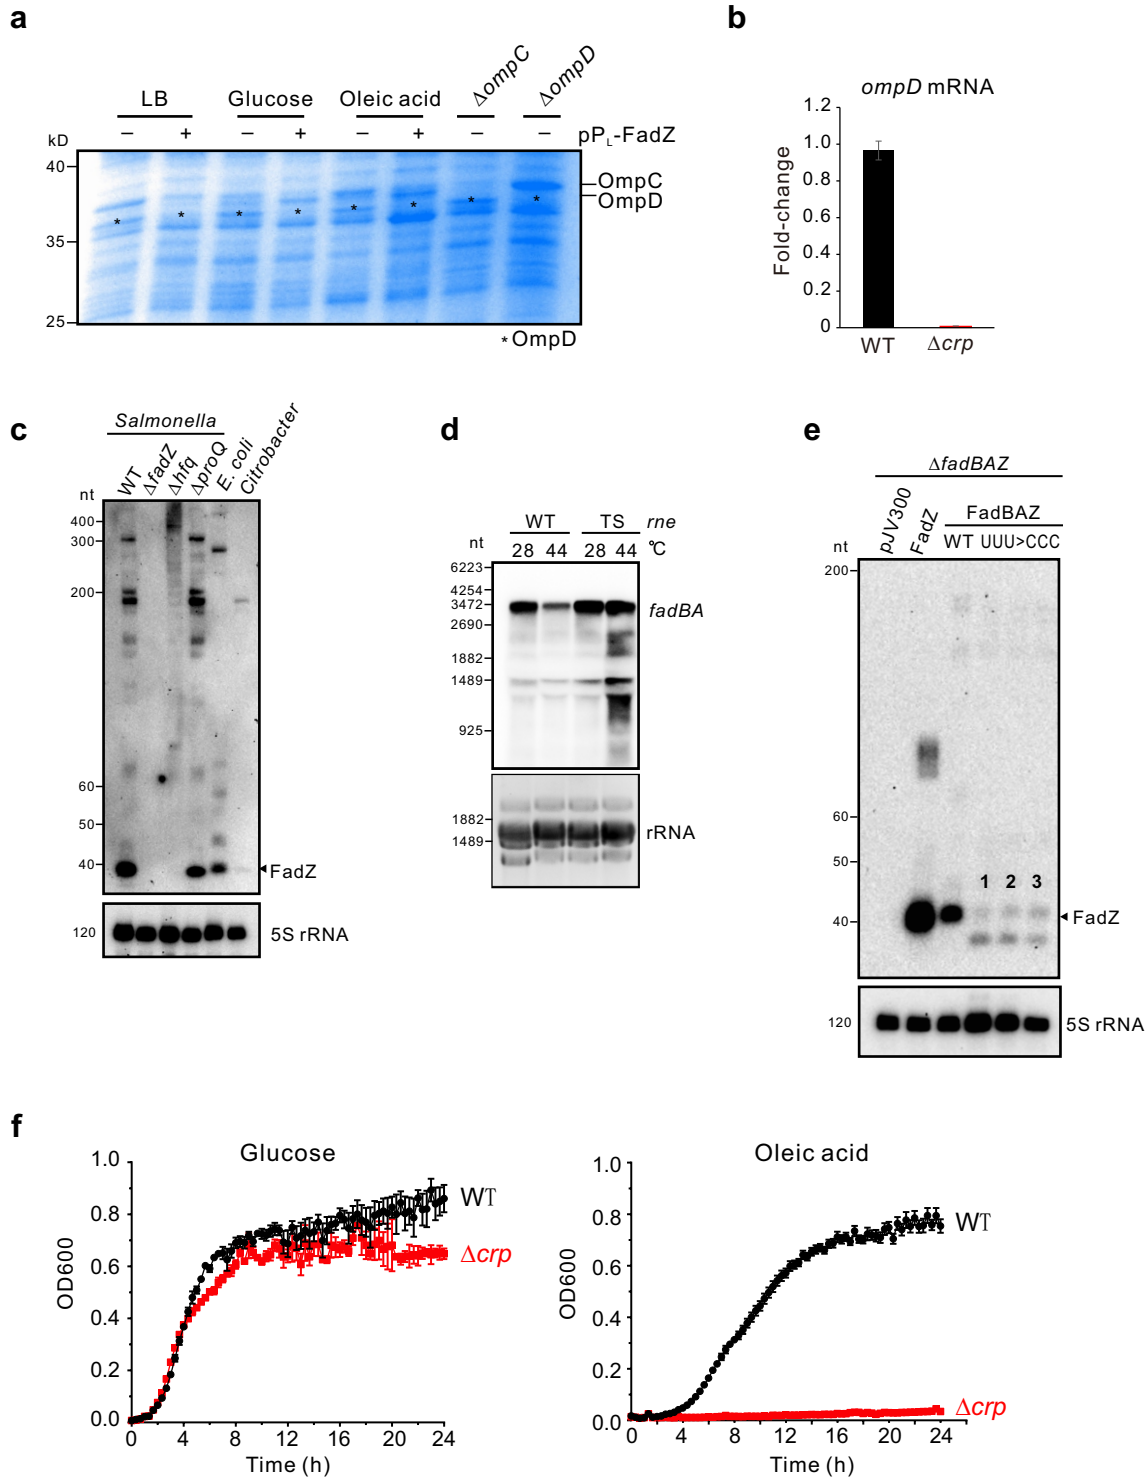 a
LB Glucose Oleic acid ΔompC ΔompD
kD – + – + – + – – pPL-FadZ
40
OmpC
OmpD
35
25
*OmpD
b
ompD mRNA
Fold-change
1.2
1.0
0.8
0.6
0.4
0.2
0
WT Δcrp
c
Salmonella
WT ΔfadZ Δhfq ΔproQ E. coli Citrobacter
nt
400
300
200
60
50
40
FadZ
120 5S rRNA
d
WT TS rne
nt 28 44 28 44 °C
6223
4254
3472 fadBA
2690
1882
1489
925
1882
1489 rRNA
e
ΔfadBAZ
pJV300 FadZ FadBAZ
WT UUU>CCC
nt
200
60
50
1 2 3
40 FadZ
120 5S rRNA
f
Glucose
OD600
1.0
0.8
0.6
0.4
0.2
0.0
WT
Δcrp
0 4 8 12 16 20 24
Time (h)
Oleic acid
OD600
1.0
0.8
0.6
0.4
0.2
0.0
WT
Δcrp
0 4 8 12 16 20 24
Time (h)